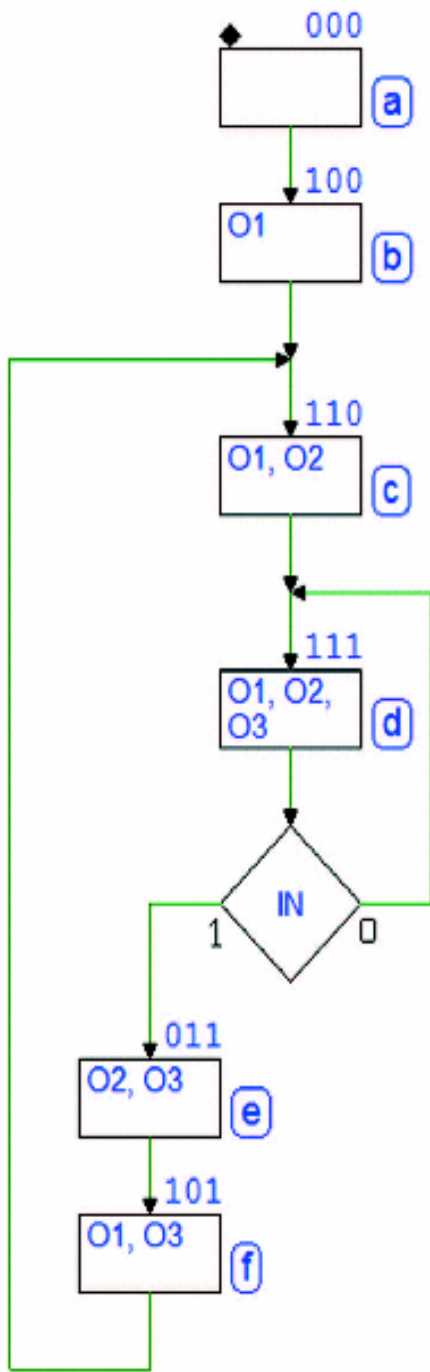 000
a
100
O1
b
110
O1, O2
c
111
O1, O2,
O3
d
IN
1
0
011
O2, O3
e
101
O1, O3
f